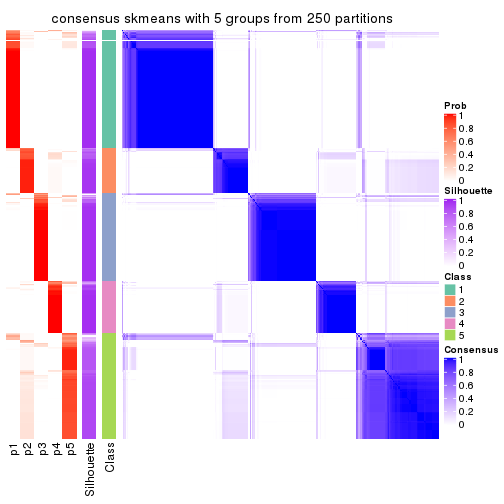 consensus skmeans with 5 groups from 250 partitions
Prob
1
0.8
0.6
0.4
0.2
0
Silhouette
1
0.8
0.6
0.4
0.2
0
Class
1
2
3
4
5
Consensus
1
0.8
0.6
0.4
0.2
0
p1
p2
p3
p4
p5
Silhouette
Class